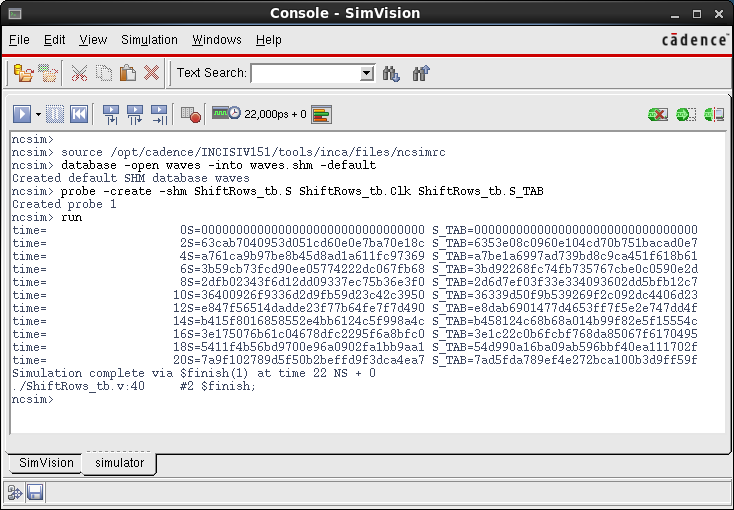 Console - SimVision
File Edit View Simulation Windows Help
cādence
Text Search:
22,000ps + 0
ncsim>
ncsim> source /opt/cadence/INCISIV151/tools/inca/files/ncsimrc
ncsim> database -open waves -into waves.shm -default
Created default SHM database waves
ncsim> probe -create -shm ShiftRows_tb.S ShiftRows_tb.Clk ShiftRows_tb.S_TAB
Created probe 1
ncsim> run
time=                   0S=00000000000000000000000000000000 S_TAB=00000000000000000000000000000000
time=                   2S=63cab7040953d051cd60e0e7ba70e18c S_TAB=6353e08c0960e104cd70b751bacad0e7
time=                   4S=a761ca9b97be8b45d8ad1a611fc97369 S_TAB=a7be1a6997ad739bd8c9ca451f618b61
time=                   6S=3b59cb73fcd90ee05774222dc067fb68 S_TAB=3bd92268fc74fb735767cbe0c0590e2d
time=                   8S=2dfb02343f6d12dd09337ec75b36e3f0 S_TAB=2d6d7ef03f33e334093602dd5bfb12c7
time=                  10S=36400926f9336d2d9fb59d23c42c3950 S_TAB=36339d50f9b539269f2c092dc4406d23
time=                  12S=e847f56514dadde23f77b64fe7f7d490 S_TAB=e8dab6901477d4653ff7f5e2e747dd4f
time=                  14S=b415f8016858552e4bb6124c5f998a4c S_TAB=b458124c68b68a014b99f82e5f15554c
time=                  16S=3e175076b61c04678dfc2295f6a8bfc0 S_TAB=3e1c22c0b6fcbf768da85067f6170495
time=                  18S=5411f4b56bd9700e96a0902fa1bb9aa1 S_TAB=54d990a16ba09ab596bbf40ea111702f
time=                  20S=7a9f102789d5f50b2beffd9f3dca4ea7 S_TAB=7ad5fda789ef4e272bca100b3d9ff59f
Simulation complete via $finish(1) at time 22 NS + 0
./ShiftRows_tb.v:40      #2 $finish;
ncsim>
SimVision simulator